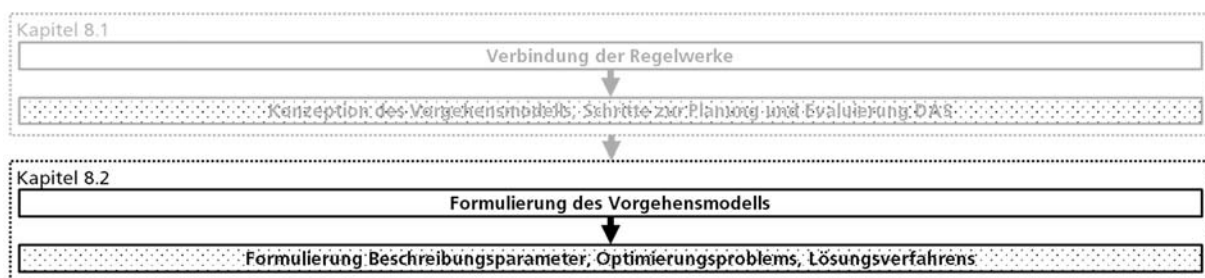 Kapitel 8.1
Verbindung der Regelwerke
Konzeption des Vorgehensmodells, Schritte zur Planung und Evaluierung DAS
Kapitel 8.2
Formulierung des Vorgehensmodells
Formulierung Beschreibungsparameter, Optimierungsproblems, Lösungsverfahrens